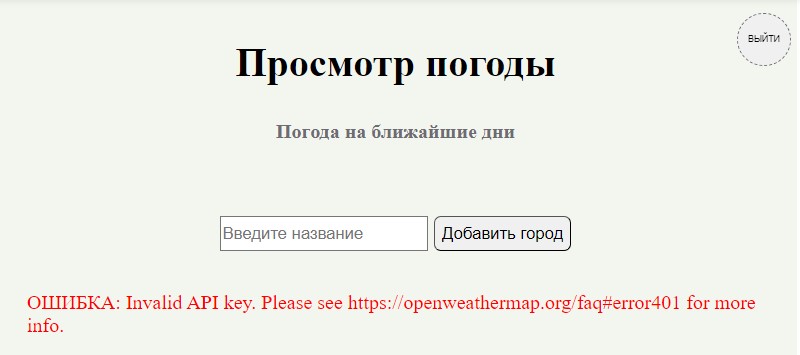 ВЫЙТИ
Просмотр погоды
Погода на ближайшие дни
Введите название
Добавить город
ОШИБКА: Invalid API key. Please see https://openweathermap.org/faq#error401 for more
info.